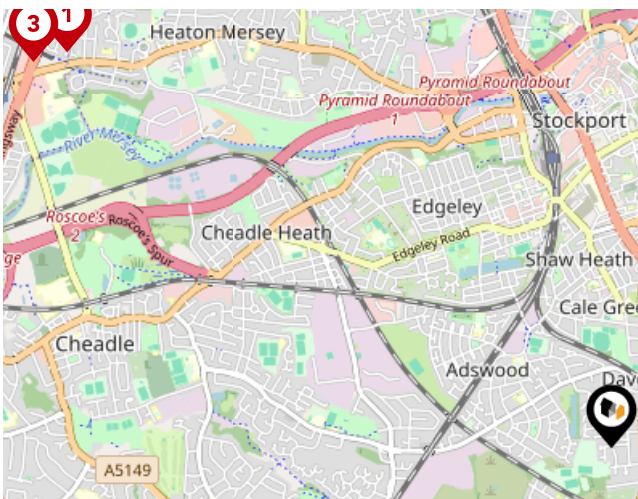 3
1
Heaton Mersey
Pyramid Roundabout
Pyramid Roundabout
1
Stockport
River Mersey
Roscoe's
2
Roscoe's Spur
Edgeley
Cheadle Heath
Edgeley Road
Shaw Heath
Cale Gre
Cheadle
Adswood
Dav
A5149